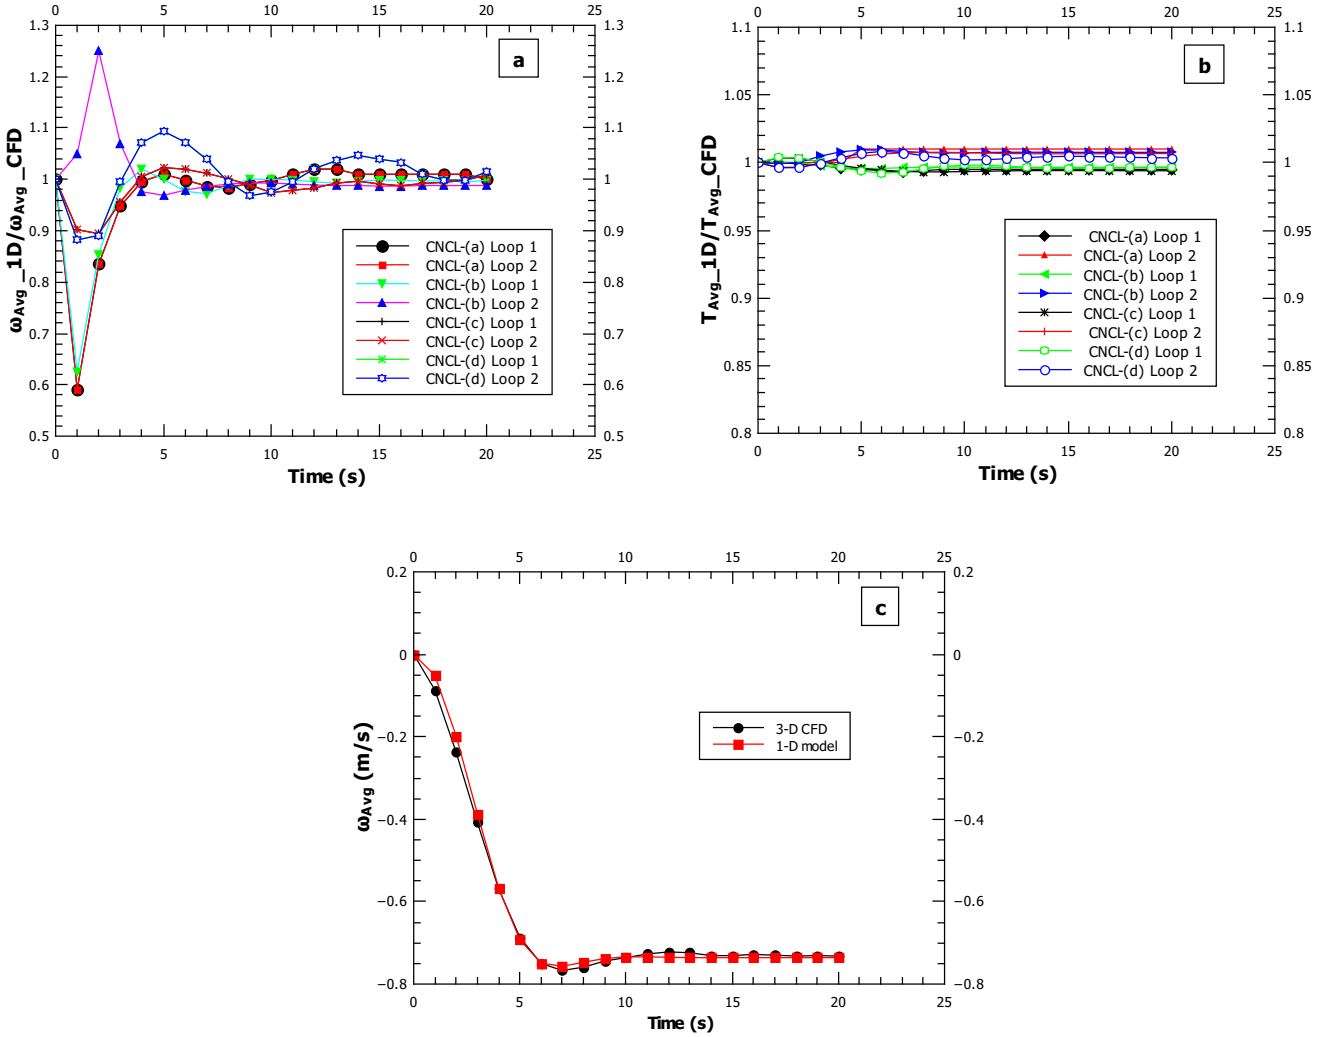 0 5 10 15 20 25
1.3 1.3
a
1.2 1.2
1.1 1.1
1 1
0.9 0.9
0.8 0.8
0.7 0.7
0.6 0.6
0.5 0.5
ωAvg_1D/ωAvg_CFD
CNCL-(a) Loop 1
CNCL-(a) Loop 2
CNCL-(b) Loop 1
CNCL-(b) Loop 2
CNCL-(c) Loop 1
CNCL-(c) Loop 2
CNCL-(d) Loop 1
CNCL-(d) Loop 2
0 5 10 15 20 25
Time (s)
0 5 10 15 20 25
1.1 1.1
b
1.05 1.05
1 1
0.95 0.95
0.9 0.9
0.85 0.85
0.8 0.8
TAvg_1D/TAvg_CFD
CNCL-(a) Loop 1
CNCL-(a) Loop 2
CNCL-(b) Loop 1
CNCL-(b) Loop 2
CNCL-(c) Loop 1
CNCL-(c) Loop 2
CNCL-(d) Loop 1
CNCL-(d) Loop 2
0 5 10 15 20 25
Time (s)
0 5 10 15 20 25
0.2 0.2
c
0 0
−0.2 −0.2
−0.4 −0.4
−0.6 −0.6
−0.8 −0.8
ωAvg (m/s)
3-D CFD
1-D model
0 5 10 15 20 25
Time (s)